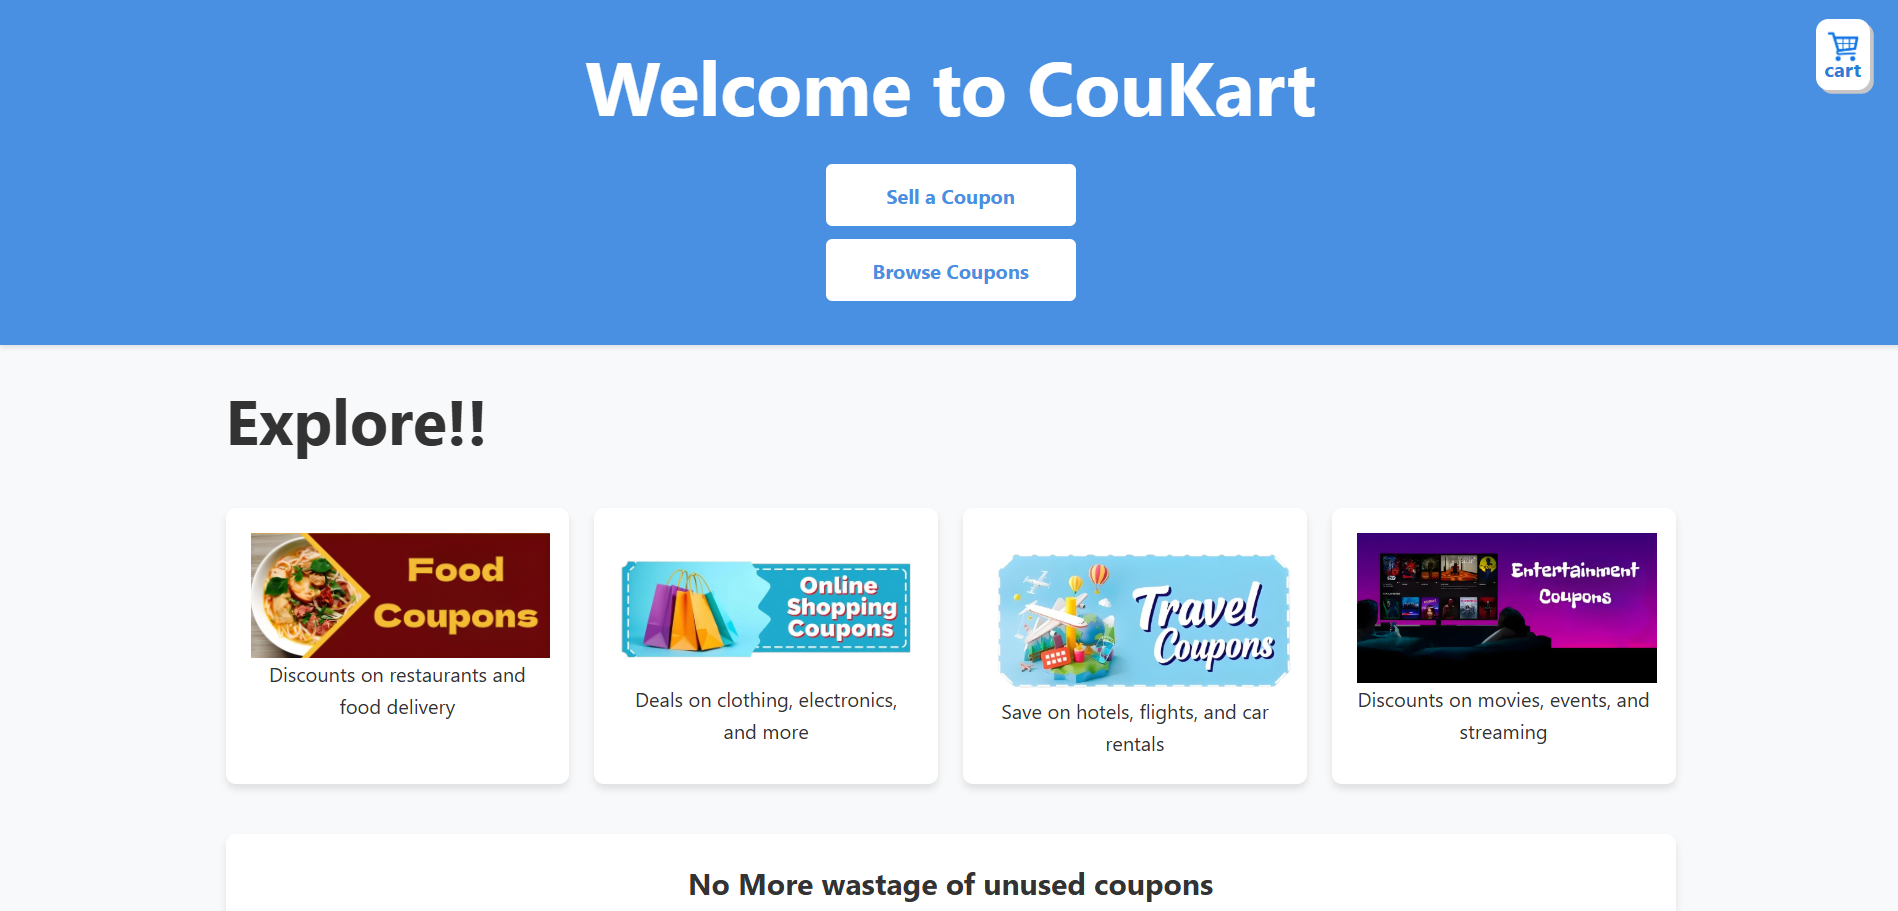 Welcome to CouKart
cart
Sell a Coupon
Browse Coupons
Explore!!
Food
Coupons
Discounts on restaurants and
food delivery
Online
Shopping
Coupons
Deals on clothing, electronics,
and more
Travel
Coupons
Save on hotels, flights, and car
rentals
Entertainment
Coupons
Discounts on movies, events, and
streaming
No More wastage of unused coupons